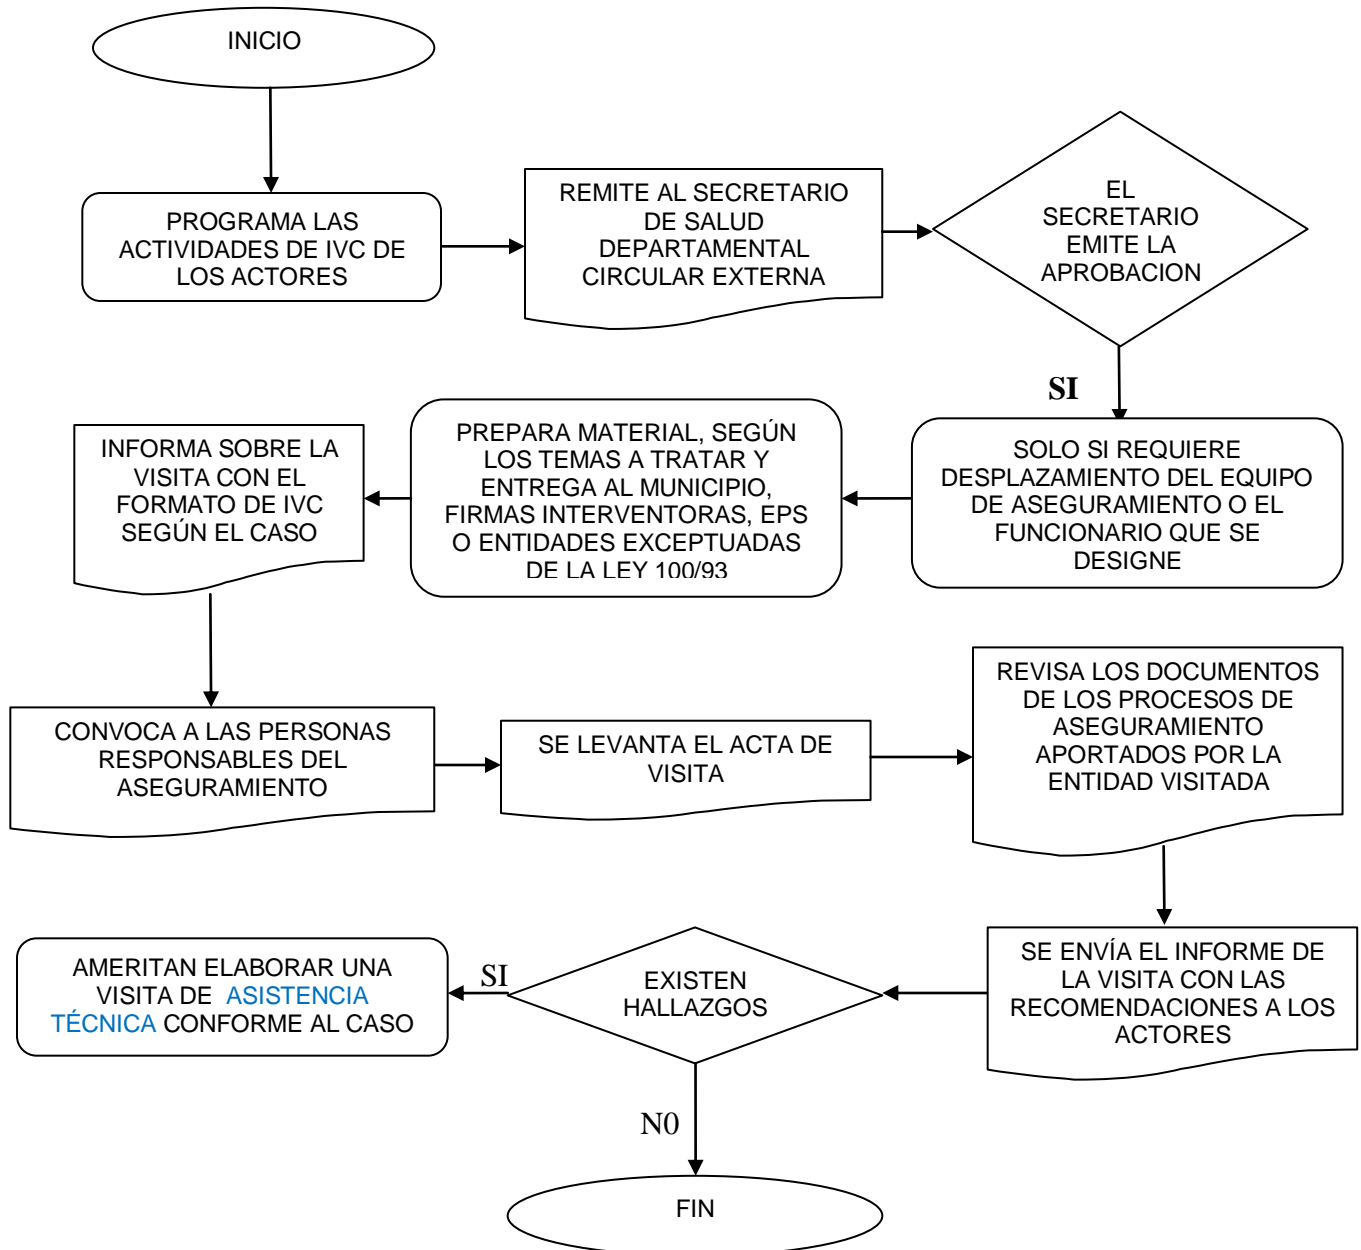 INICIO
PROGRAMA LAS
ACTIVIDADES DE IVC DE
LOS ACTORES
REMITE AL SECRETARIO
DE SALUD
DEPARTAMENTAL
CIRCULAR EXTERNA
EL
SECRETARIO
EMITE LA
APROBACION
SI
SOLO SI REQUIERE
DESPLAZAMIENTO DEL EQUIPO
DE ASEGURAMIENTO O EL
FUNCIONARIO QUE SE
DESIGNE
PREPARA MATERIAL, SEGÚN
LOS TEMAS A TRATAR Y
ENTREGA AL MUNICIPIO,
FIRMAS INTERVENTORAS, EPS
O ENTIDADES EXCEPTUADAS
DE LA LEY 100/93
INFORMA SOBRE LA
VISITA CON EL
FORMATO DE IVC
SEGÚN EL CASO
CONVOCA A LAS PERSONAS
RESPONSABLES DEL
ASEGURAMIENTO
SE LEVANTA EL ACTA DE
VISITA
REVISA LOS DOCUMENTOS
DE LOS PROCESOS DE
ASEGURAMIENTO
APORTADOS POR LA
ENTIDAD VISITADA
SE ENVÍA EL INFORME DE
LA VISITA CON LAS
RECOMENDACIONES A LOS
ACTORES
EXISTEN
HALLAZGOS
SI
AMERITAN ELABORAR UNA
VISITA DE ASISTENCIA
TÉCNICA CONFORME AL CASO
N0
FIN